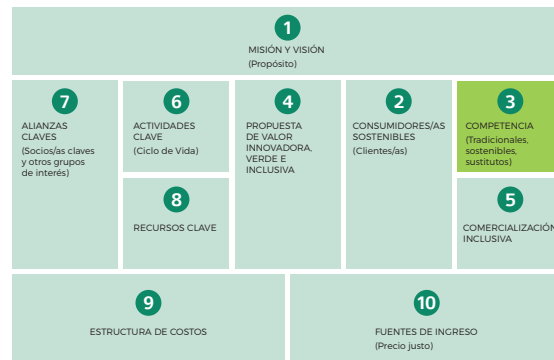 1
MISIÓN Y VISIÓN
(Propósito)
7
ALIANZAS
CLAVES
(Socios/as claves
y otros grupos
de interés)
6
ACTIVIDADES
CLAVE
(Ciclo de Vida)
8
RECURSOS CLAVE
4
PROPUESTA
DE VALOR
INNOVADORA,
VERDE E
INCLUSIVA
2
CONSUMIDORES/AS
SOSTENIBLES
(Clientes/as)
3
COMPETENCIA
(Tradicionales,
sostenibles,
sustitutos)
5
COMERCIALIZACIÓN
INCLUSIVA
9
ESTRUCTURA DE COSTOS
10
FUENTES DE INGRESO
(Precio justo)